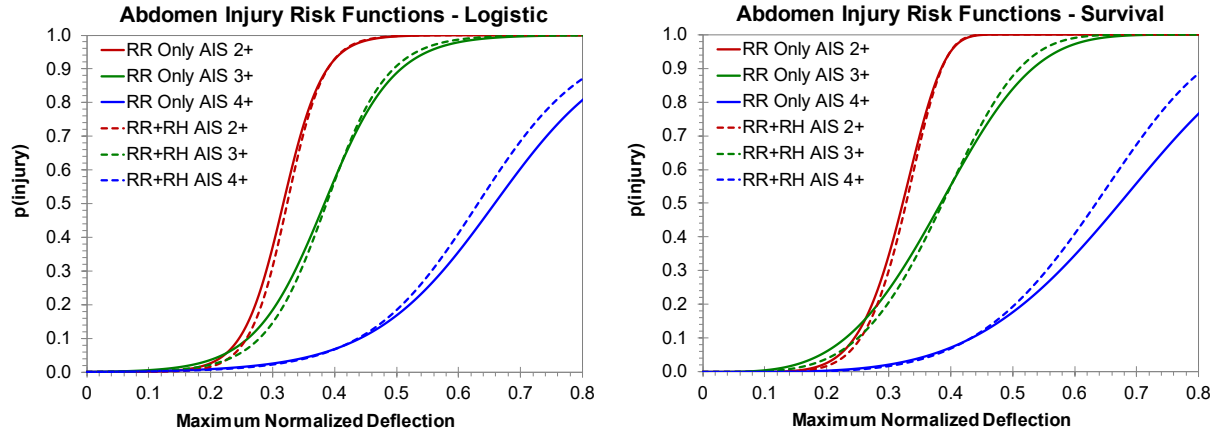 Abdomen Injury Risk Functions - Logistic
p(injury)
1.0
0.9
0.8
0.7
0.6
0.5
0.4
0.3
0.2
0.1
0.0
RR Only AIS 2+
RR Only AIS 3+
RR Only AIS 4+
RR+RH AIS 2+
RR+RH AIS 3+
RR+RH AIS 4+
0 0.1 0.2 0.3 0.4 0.5 0.6 0.7 0.8
Maximum Normalized Deflection
Abdomen Injury Risk Functions - Survival
p(injury)
1.0
0.9
0.8
0.7
0.6
0.5
0.4
0.3
0.2
0.1
0.0
RR Only AIS 2+
RR Only AIS 3+
RR Only AIS 4+
RR+RH AIS 2+
RR+RH AIS 3+
RR+RH AIS 4+
0 0.1 0.2 0.3 0.4 0.5 0.6 0.7 0.8
Maximum Normalized Deflection